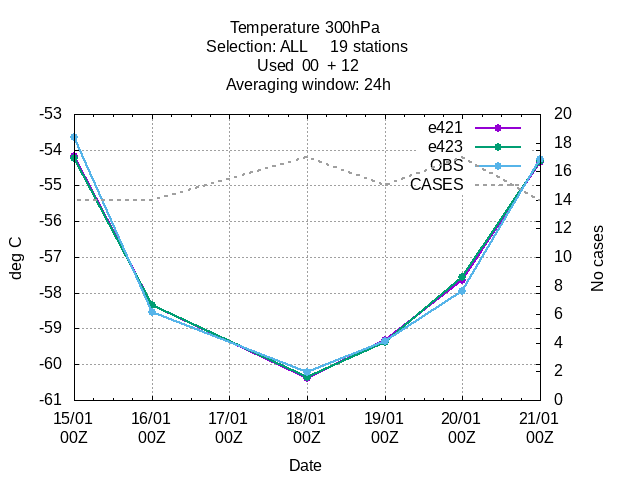 Temperature 300hPa
Selection: ALL     19 stations
Used  00  + 12
Averaging window: 24h
-53
-54
-55
-56
-57
-58
-59
-60
-61
deg C
20
18
16
14
12
10
8
6
4
2
0
No cases
e421
e423
OBS
CASES
15/01 16/01 17/01 18/01 19/01 20/01 21/01
00Z 00Z 00Z 00Z 00Z 00Z 00Z
Date